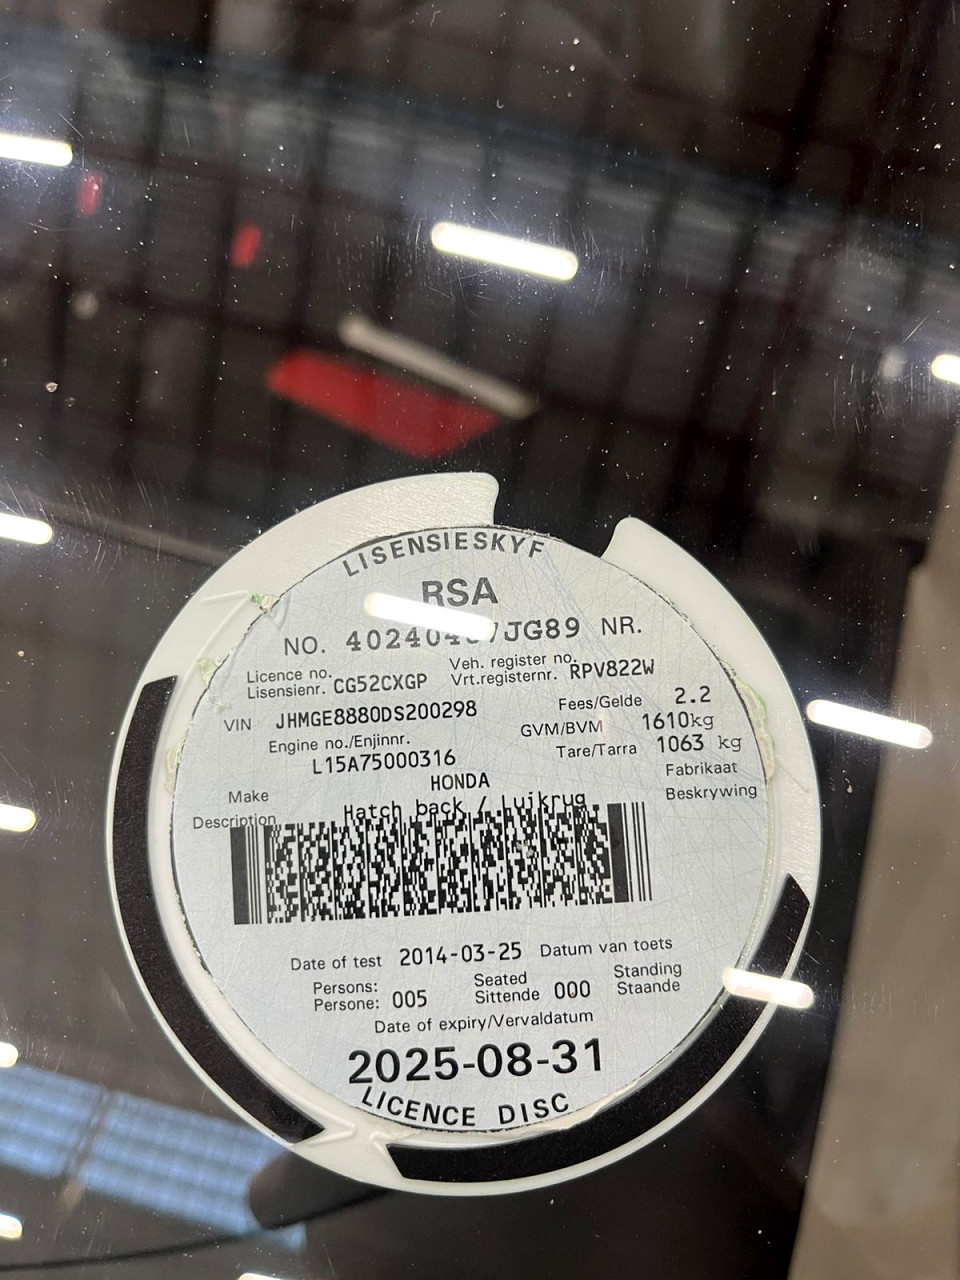 LISENSIESKYF
RSA
NO. NR.
Licence no. Veh. register no.
Lisensienr. CG52CXGP Vrt.registernr. RPV822W
VIN JHMGE8880DS200298 Fees/Gelde 2.2
GVM/BVM 1610kg
Engine no./Enjinnr. Tare/Tarra 1063 kg
L15A75000316
Make HONDA Fabrikaat
Description Hatch back / Luikrug Beskrywing
Date of test 2014-03-25 Datum van toets
Persons: Seated Standing
Persone: 005 Sittende 000 Staande
Date of expiry/Vervaldatum
2025-08-31
LICENCE DISC